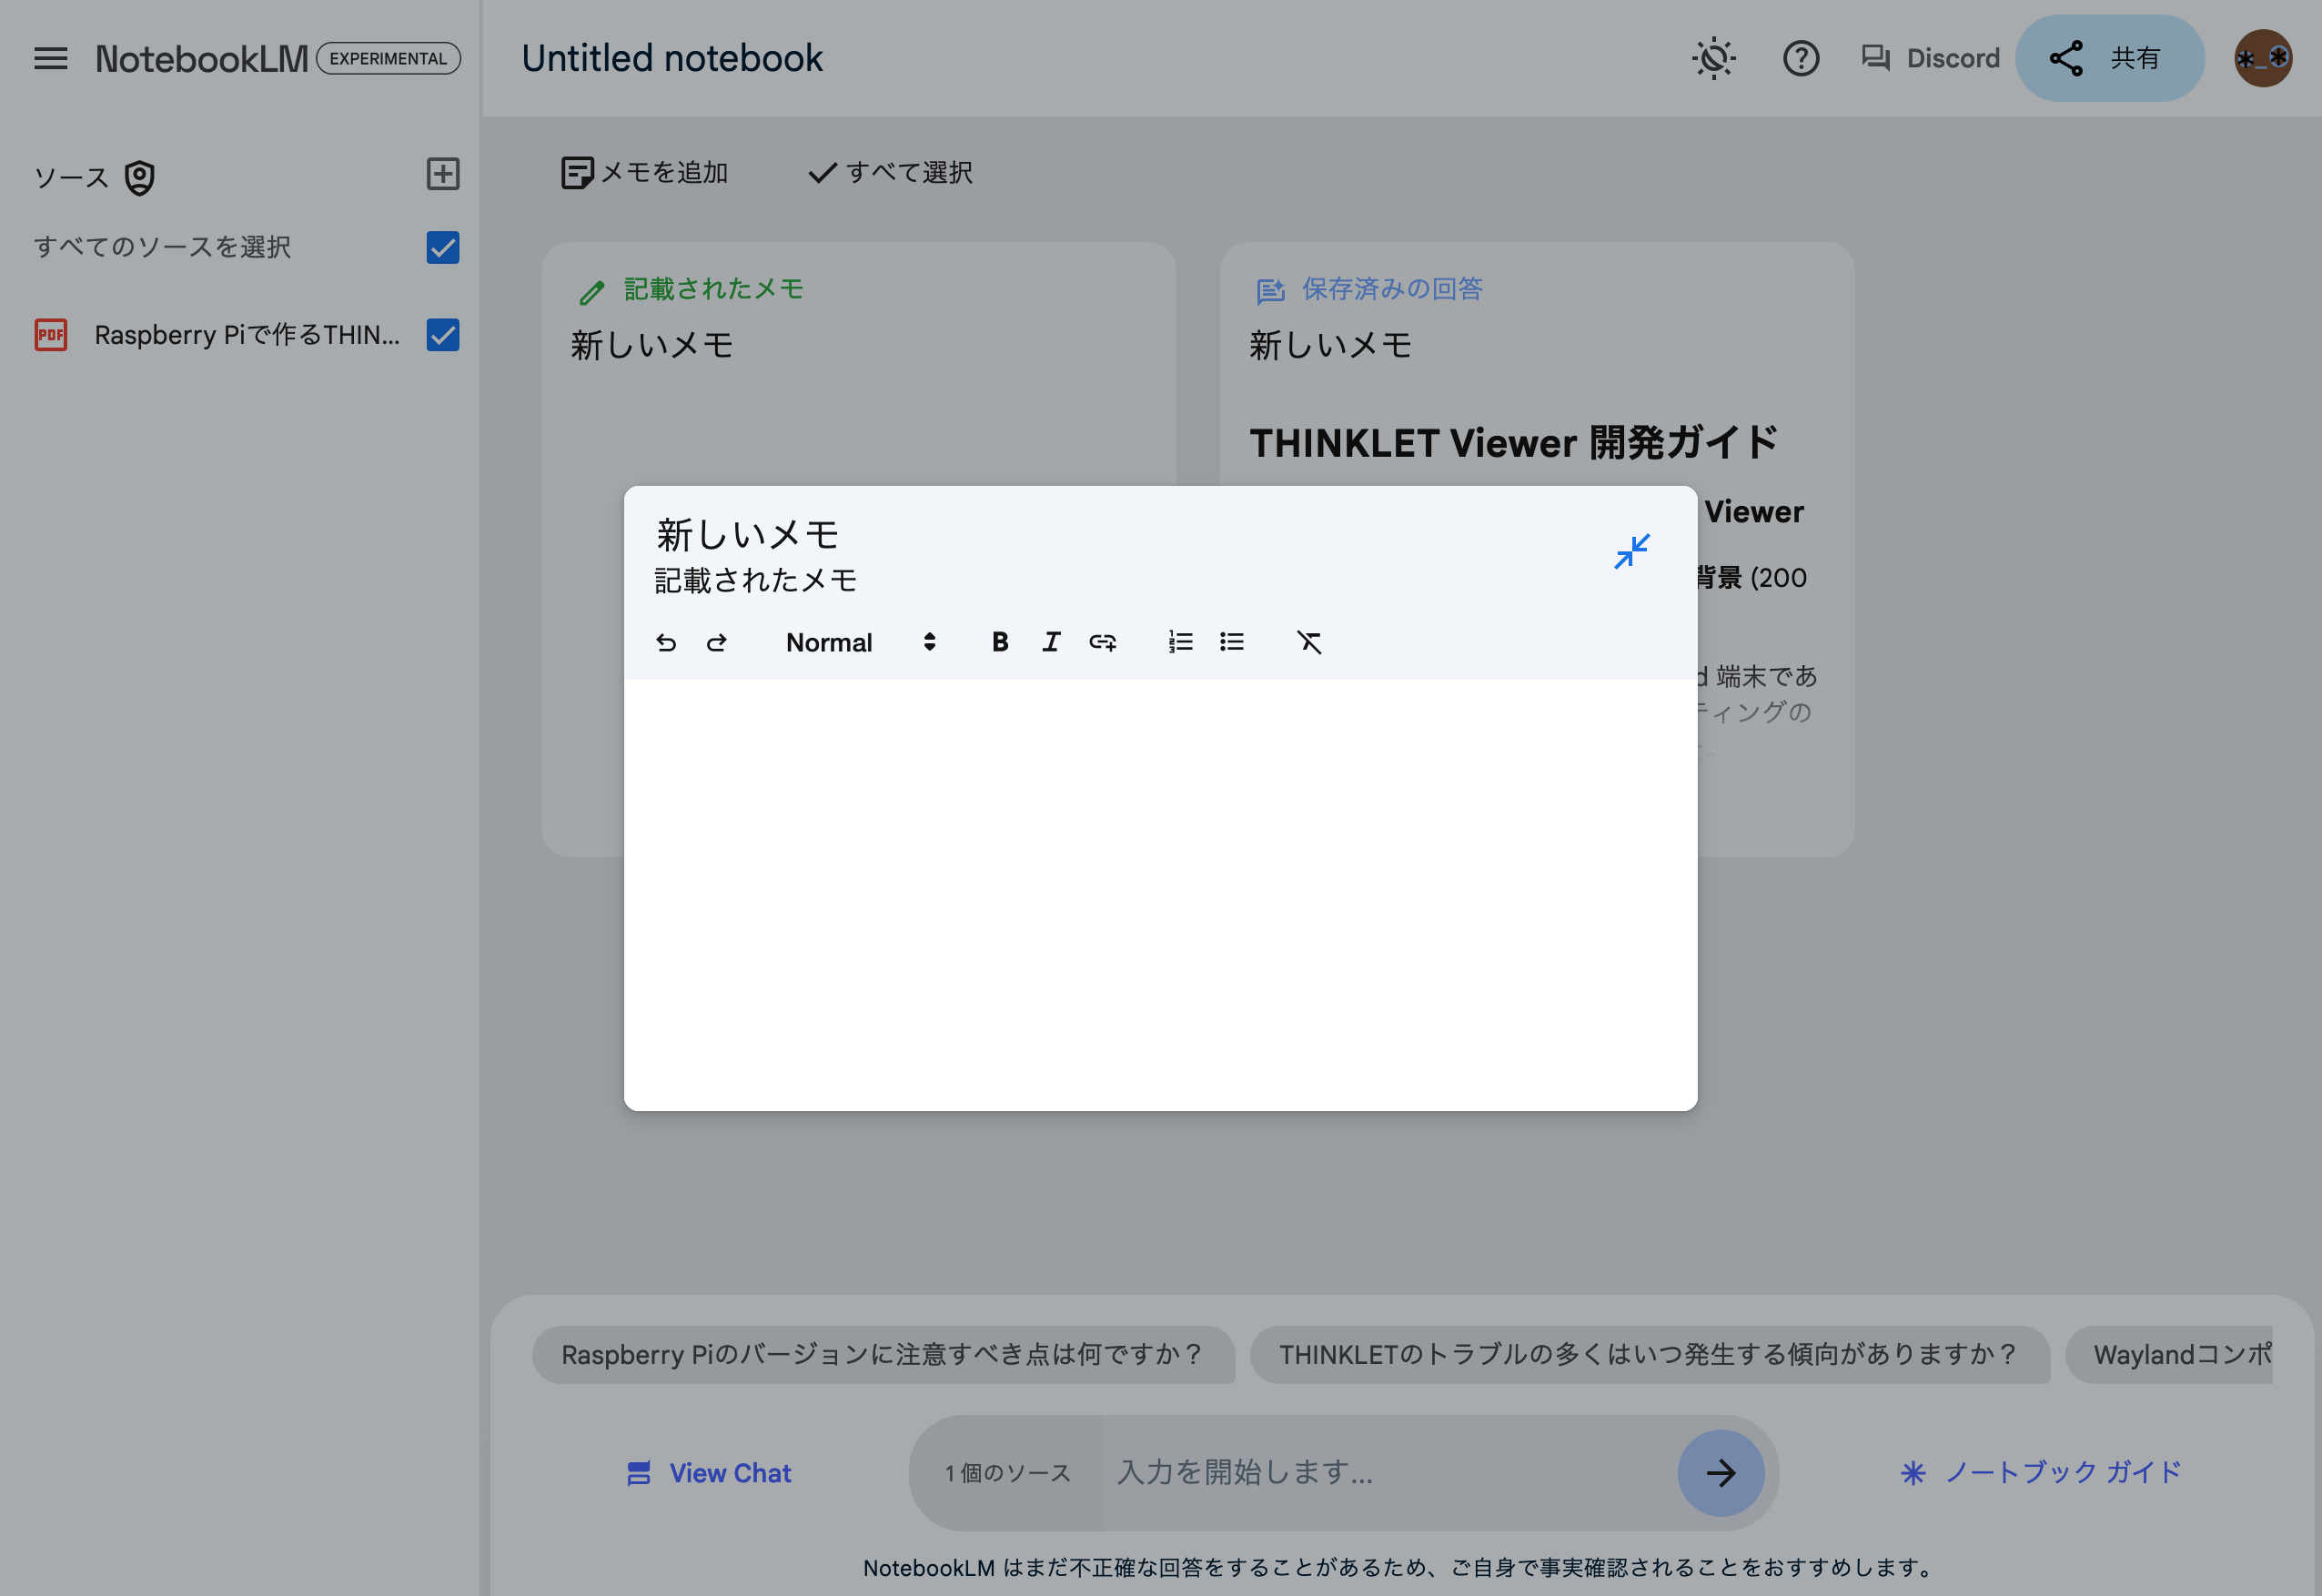 NotebookLM EXPERIMENTAL
Untitled notebook
Discord
共有
ソース
すべてのソースを選択
PDF Raspberry Piで作るTHIN...
メモを追加
すべて選択
記載されたメモ
新しいメモ
保存済みの回答
新しいメモ
THINKLET Viewer 開発ガイド
Viewer
背景 (200
d 端末であ
ティングの
新しいメモ
記載されたメモ
Normal
B I
Raspberry Piのバージョンに注意すべき点は何ですか？
THINKLETのトラブルの多くはいつ発生する傾向がありますか？
Waylandコンポ
View Chat
1 個のソース
入力を開始します...
ノートブック ガイド
NotebookLM はまだ不正確な回答をすることがあるため、ご自身で事実確認されることをおすすめします。